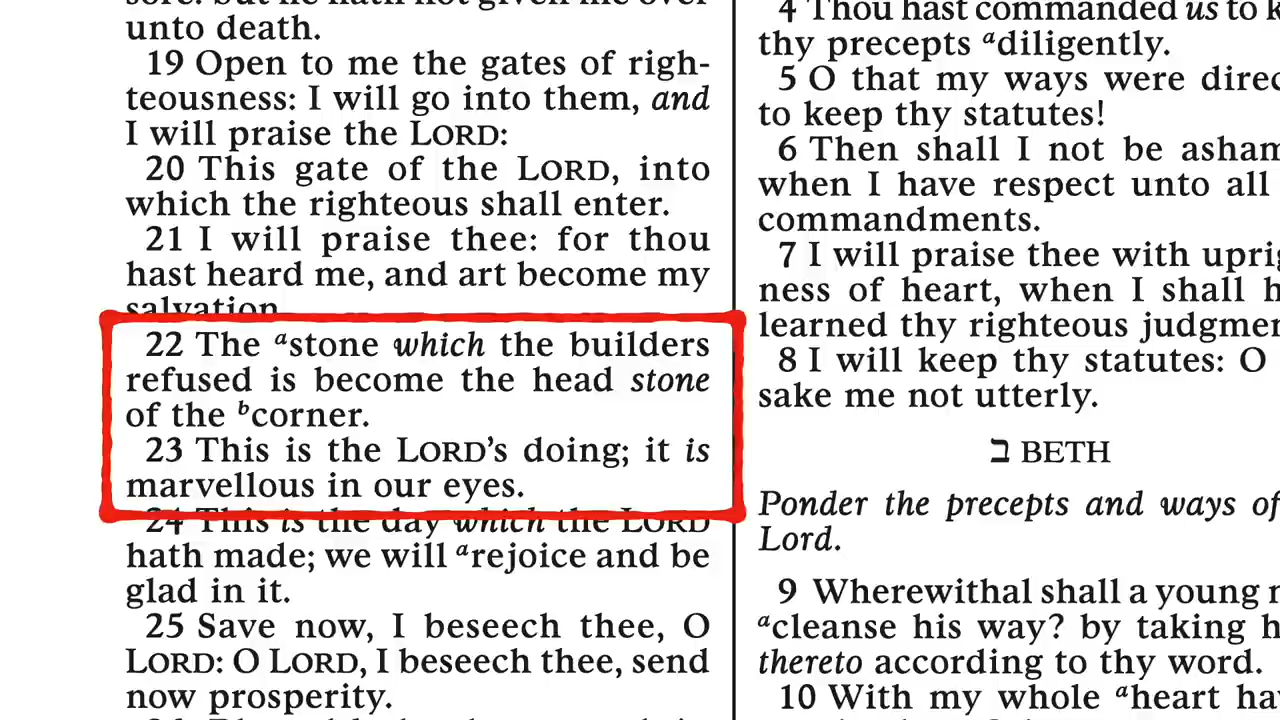 unto death.
19 Open to me the gates of righ-
teousness: I will go into them, and
I will praise the LORD:
20 This gate of the LORD, into
which the righteous shall enter.
21 I will praise thee: for thou
hast heard me, and art become my
salvation.
22 The astone which the builders
refused is become the head stone
of the bcorner.
23 This is the LORD's doing; it is
marvellous in our eyes.
24 This is the day which the LORD
hath made; we will arejoice and be
glad in it.
25 Save now, I beseech thee, O
LORD: O LORD, I beseech thee, send
now prosperity.
4 Thou hast commanded us to
thy precepts adiligently.
5 O that my ways were
to keep thy statutes!
6 Then shall I not be
when I have respect unto all
commandments.
7 I will praise thee with
ness of heart, when I shall
learned thy righteous
8 I will keep thy statutes: O
sake me not utterly.
ב BETH
Ponder the precepts and ways of
Lord.
9 Wherewithal shall a young
acleanse his way? by taking
thereto according to thy word.
10 With my whole aheart